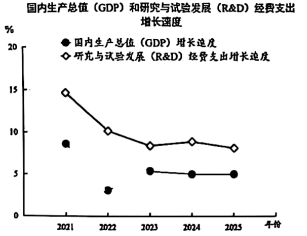 国内生产总值（GDP）和研究与试验发展（R&D）经费支出
增长速度
%
国内生产总值（GDP）增长速度
研究与试验发展（R&D）经费支出增长速度
20
15
10
5
0
2021 2022 2023 2024 2025 年份